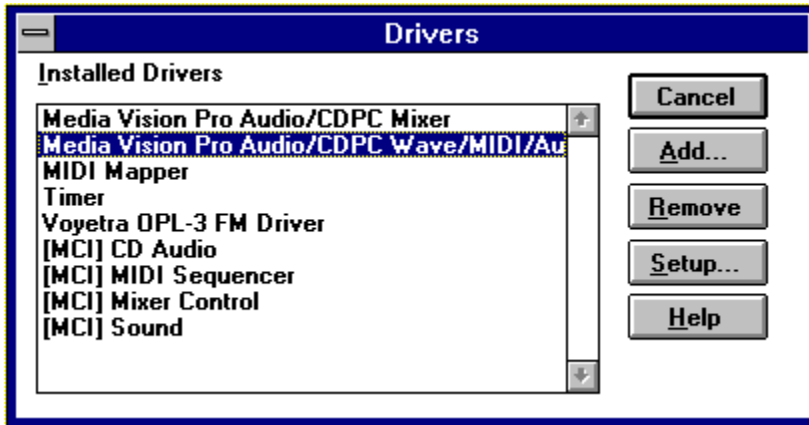 Drivers
Installed Drivers
Media Vision Pro Audio/CDPC Mixer
Media Vision Pro Audio/CDPC Wave/MIDI/Au
MIDI Mapper
Timer
Voyetra OPL-3 FM Driver
[MCI] CD Audio
[MCI] MIDI Sequencer
[MCI] Mixer Control
[MCI] Sound
Cancel
Add...
Remove
Setup...
Help